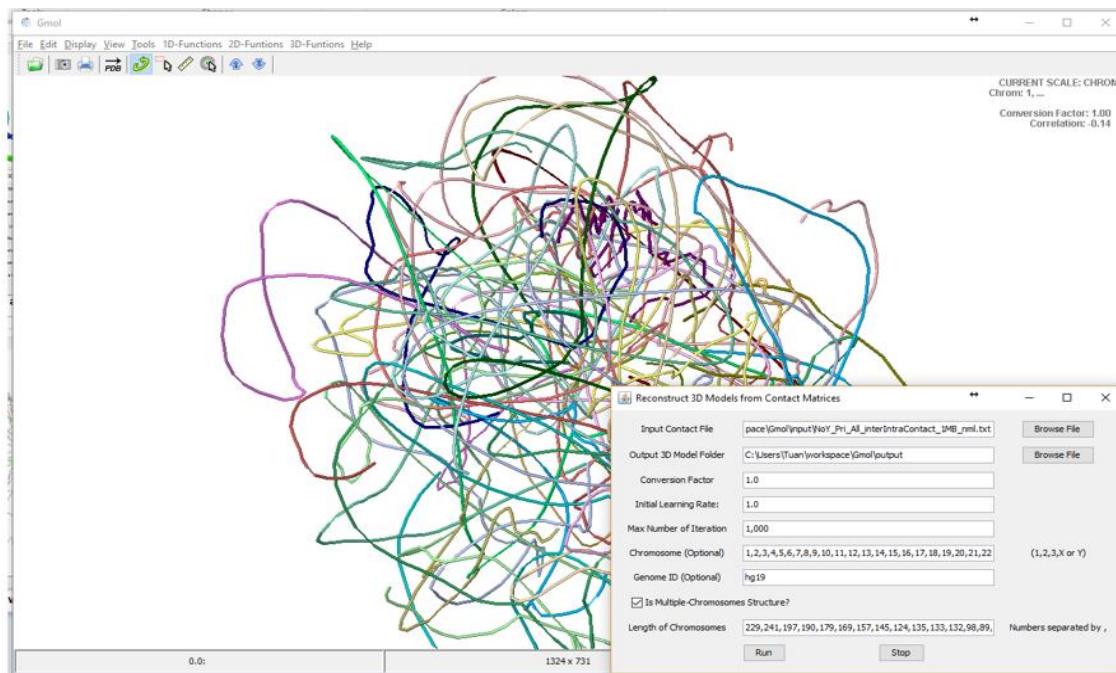 Gmol
File Edit Display View Tools 1D-Functions 2D-Funtions 3D-Funtions Help
PDB
CURRENT SCALE: CHROM
Chrom: 1, ...
Conversion Factor: 1.00
Correlation: -0.14
Reconstruct 3D Models from Contact Matrices
Input Contact File pace\Gmol\input\NoY_Pri_All_interIntraContact_1MB_nml.txt Browse File
Output 3D Model Folder C:\Users\Tuan\workspace\Gmol\output Browse File
Conversion Factor 1.0
Initial Learning Rate: 1.0
Max Number of Iteration 1,000
Chromosome (Optional) 1,2,3,4,5,6,7,8,9,10,11,12,13,14,15,16,17,18,19,20,21,22 (1,2,3,X or Y)
Genome ID (Optional) hg19
Is Multiple-Chromosomes Structure?
Length of Chromosomes 229,241,197,190,179,169,157,145,124,135,133,132,98,89, Numbers separated by ,
Run Stop
0.0: 1324 x 731